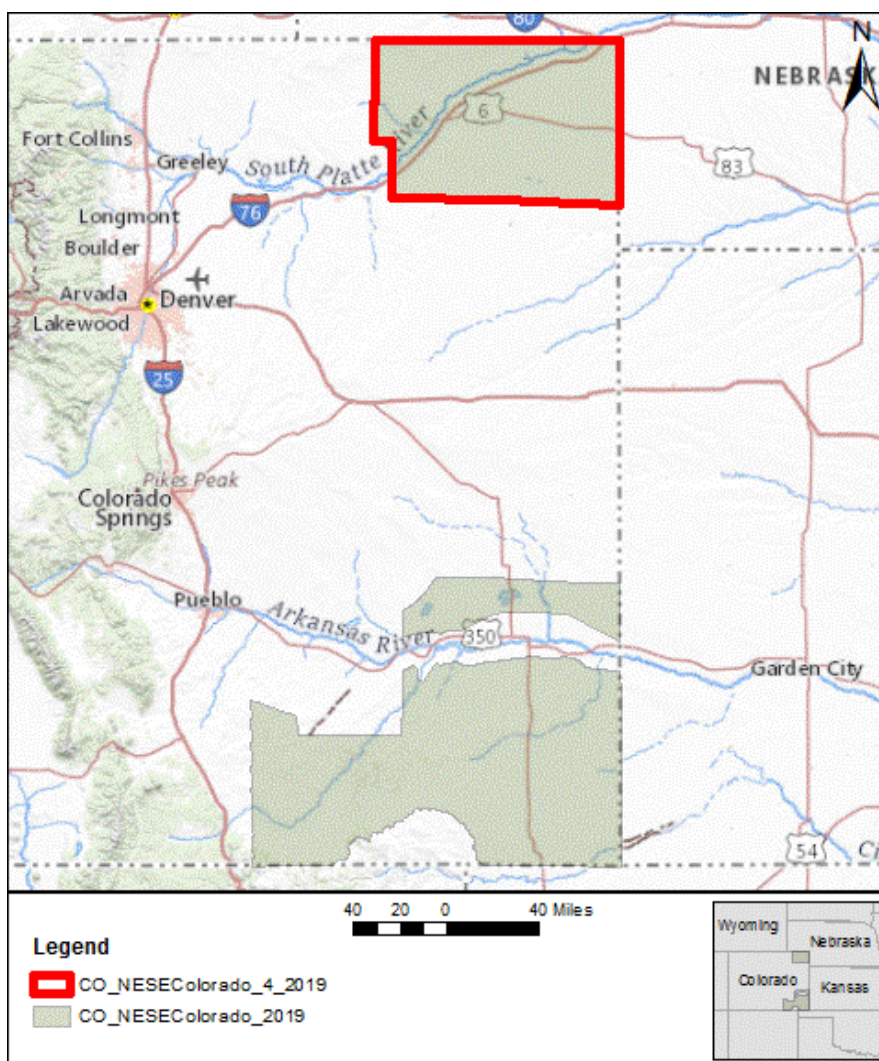 80
N
NEBRASK
6
Fort Collins
Greeley
South Platte River
83
76
Longmont
Boulder
Arvada
Denver
Lakewood
25
Pikes Peak
Colorado
Springs
Pueblo
Arkansas River
350
Garden City
54
Ci
40 20 0 40 Miles
Legend
CO_NESEColorado_4_2019
CO_NESEColorado_2019
Wyoming
Nebraska
Colorado
Kansas